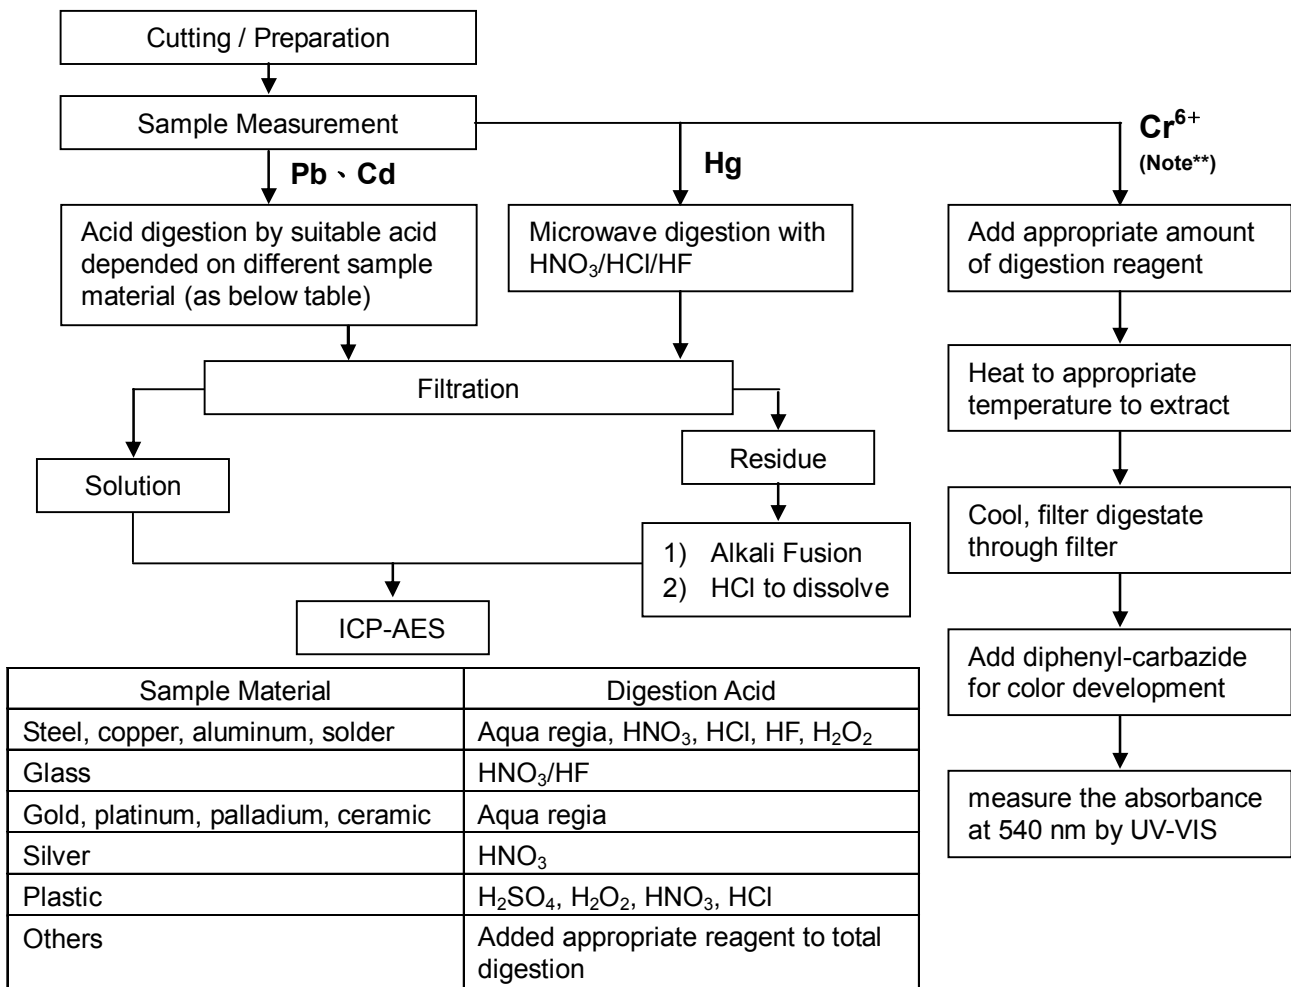 Cutting / Preparation
Sample Measurement
Pb、Cd
Hg
Cr⁶⁺
(Note**)
Acid digestion by suitable acid
depended on different sample
material (as below table)
Microwave digestion with
HNO₃/HCl/HF
Add appropriate amount
of digestion reagent
Filtration
Heat to appropriate
temperature to extract
Solution
Residue
Cool, filter digestate
through filter
1) Alkali Fusion
2) HCl to dissolve
ICP-AES
Add diphenyl-carbazide
for color development
measure the absorbance
at 540 nm by UV-VIS
Sample Material Digestion Acid
Steel, copper, aluminum, solder Aqua regia, HNO₃, HCl, HF, H₂O₂
Glass HNO₃/HF
Gold, platinum, palladium, ceramic Aqua regia
Silver HNO₃
Plastic H₂SO₄, H₂O₂, HNO₃, HCl
Others Added appropriate reagent to total
digestion